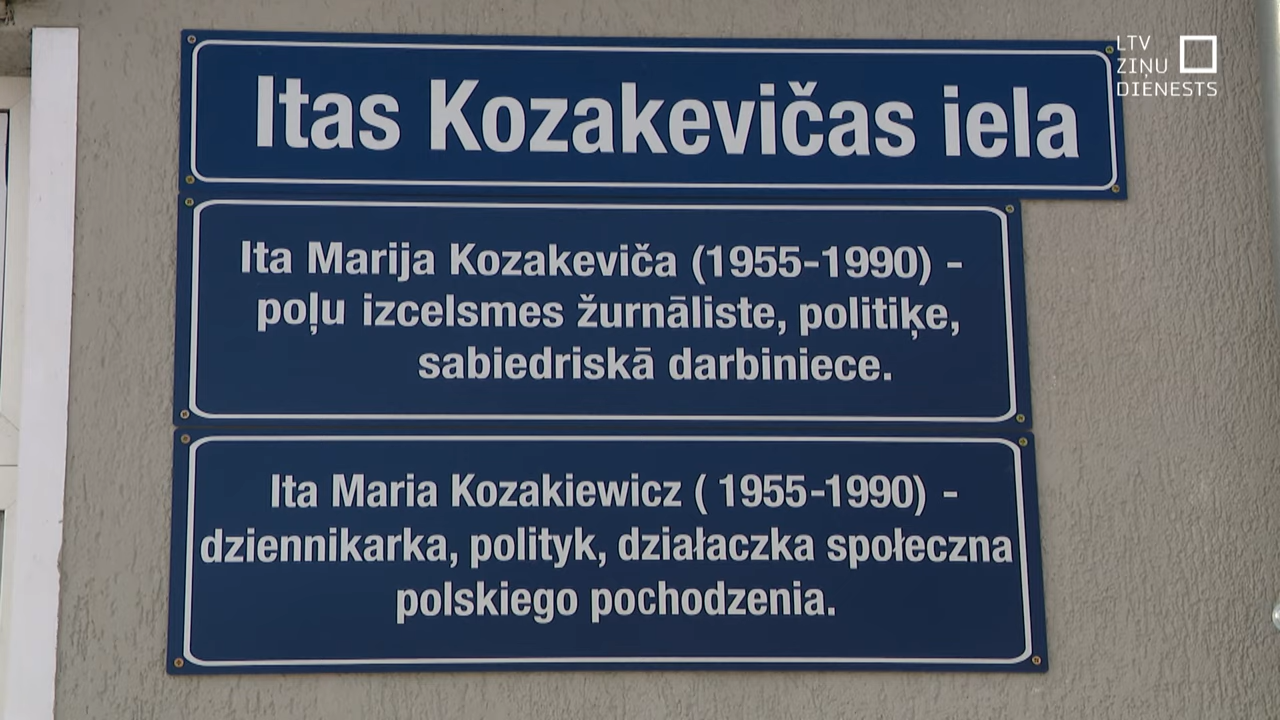 LTV
ZIŅU
DIENESTS
Itas Kozakevičas iela
Ita Marija Kozakeviča (1955-1990) -
poļu izcelsmes žurnāliste, politiķe,
sabiedriskā darbiniece.
Ita Maria Kozakiewicz ( 1955-1990) -
dziennikarka, polityk, działaczka społeczna
polskiego pochodzenia.